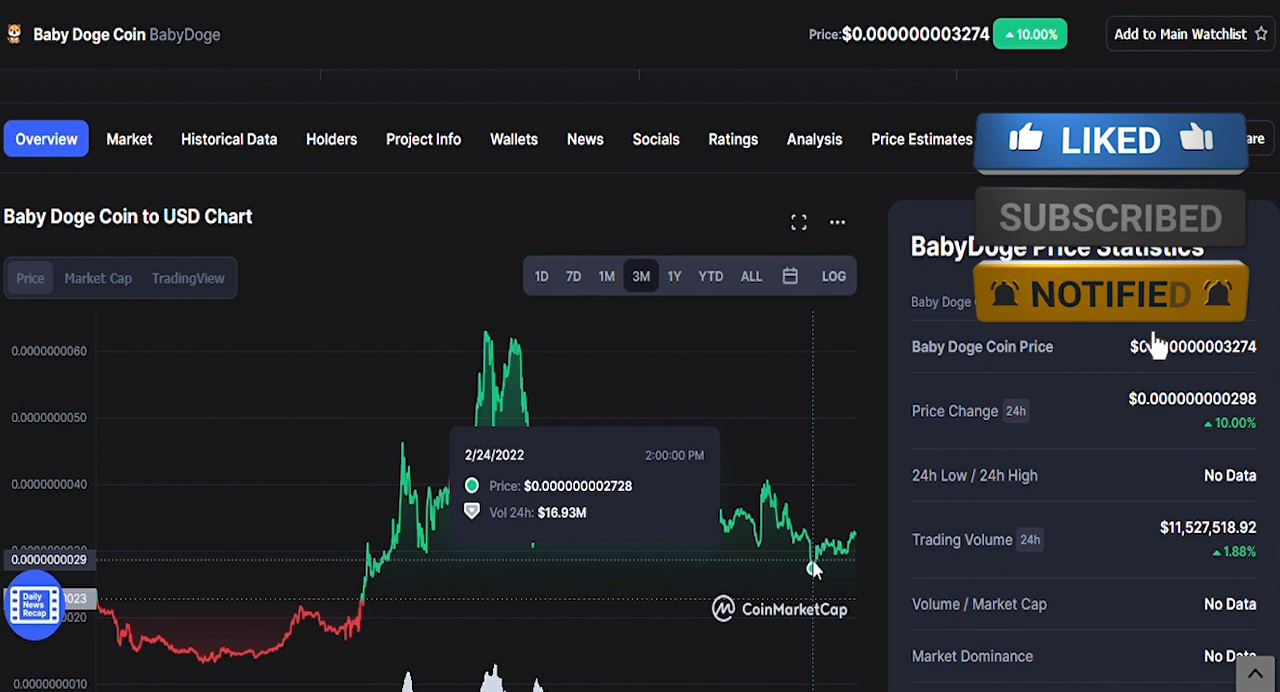 Baby Doge Coin BabyDoge
Price:$0.000000003274 10.00%
Add to Main Watchlist
Overview Market Historical Data Holders Project Info Wallets News Socials Ratings Analysis Price Estimates
LIKED
SUBSCRIBED
NOTIFIED
Baby Doge Coin to USD Chart
Price Market Cap TradingView
1D 7D 1M 3M 1Y YTD ALL LOG
0.0000000060
0.0000000050
0.0000000040
0.0000000029
0.0000000010
2/24/2022 2:00:00 PM
Price: $0.000000002728
Vol 24h: $16.93M
CoinMarketCap
Daily
News
Recap
BabyDoge Price Statistics
Baby Doge
Baby Doge Coin Price
Price Change 24h $0.000000000298
10.00%
24h Low / 24h High No Data
Trading Volume 24h $11,527,518.92
1.88%
Volume / Market Cap No Data
Market Dominance